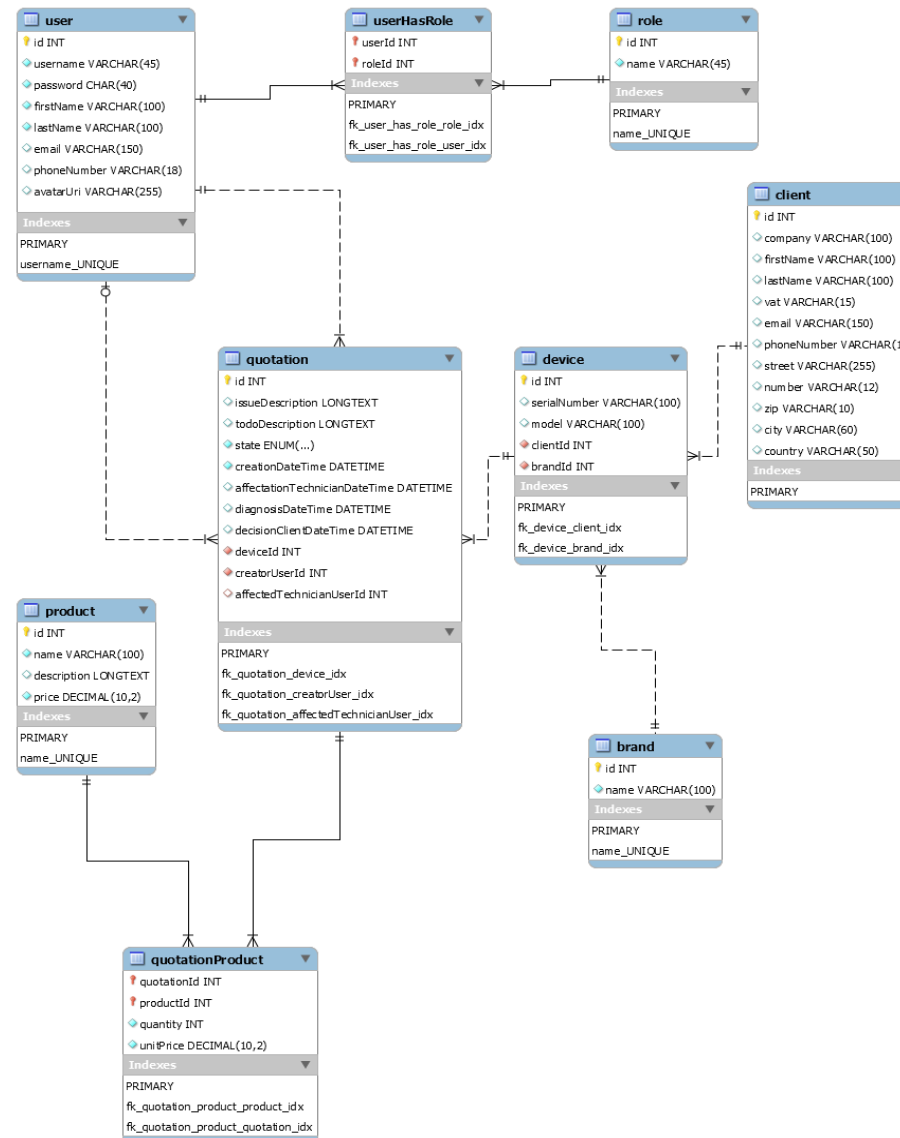 user
id INT
username VARCHAR(45)
password CHAR(40)
firstName VARCHAR(100)
lastName VARCHAR(100)
email VARCHAR(150)
phoneNumber VARCHAR(18)
avatarUri VARCHAR(255)
Indexes
PRIMARY
username_UNIQUE
userHasRole
userId INT
roleId INT
Indexes
PRIMARY
fk_user_has_role_role_idx
fk_user_has_role_user_idx
role
id INT
name VARCHAR(45)
Indexes
PRIMARY
name_UNIQUE
client
id INT
company VARCHAR(100)
firstName VARCHAR(100)
lastName VARCHAR(100)
vat VARCHAR(15)
email VARCHAR(150)
phoneNumber VARCHAR(1
street VARCHAR(255)
number VARCHAR(12)
zip VARCHAR(10)
city VARCHAR(60)
country VARCHAR(50)
Indexes
PRIMARY
quotation
id INT
issueDescription LONGTEXT
todoDescription LONGTEXT
state ENUM(...)
creationDateTime DATETIME
affectationTechnicianDateTime DATETIME
diagnosisDateTime DATETIME
decisionClientDateTime DATETIME
deviceId INT
creatorUserId INT
affectedTechnicianUserId INT
Indexes
PRIMARY
fk_quotation_device_idx
fk_quotation_creatorUser_idx
fk_quotation_affectedTechnicianUser_idx
device
id INT
serialNumber VARCHAR(100)
model VARCHAR(100)
clientId INT
brandId INT
Indexes
PRIMARY
fk_device_client_idx
fk_device_brand_idx
product
id INT
name VARCHAR(100)
description LONGTEXT
price DECIMAL(10,2)
Indexes
PRIMARY
name_UNIQUE
brand
id INT
name VARCHAR(100)
Indexes
PRIMARY
name_UNIQUE
quotationProduct
quotationId INT
productId INT
quantity INT
unitPrice DECIMAL(10,2)
Indexes
PRIMARY
fk_quotation_product_product_idx
fk_quotation_product_quotation_idx